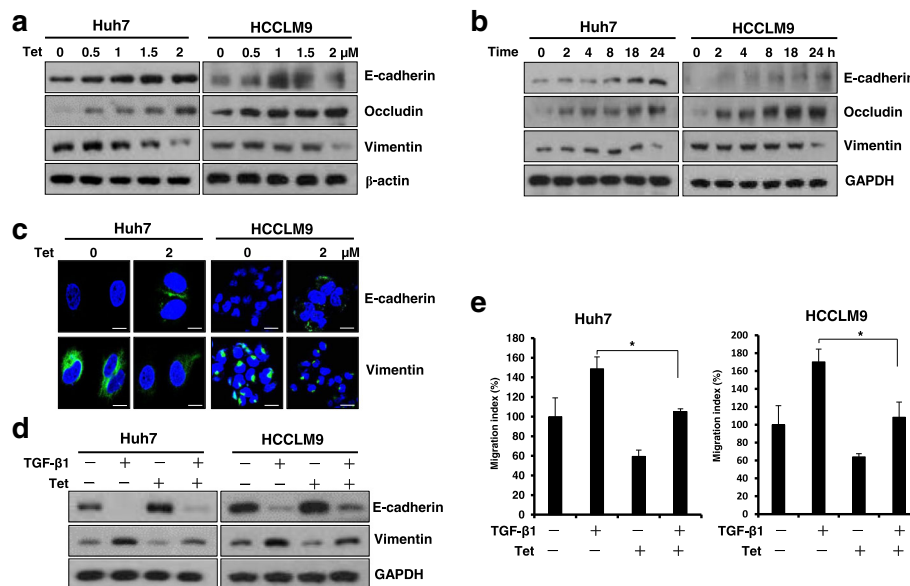 a
Huh7 HCCLM9
Tet 0 0.5 1 1.5 2 0 0.5 1 1.5 2 μM
E-cadherin
Occludin
Vimentin
β-actin
b
Huh7 HCCLM9
Time 0 2 4 8 18 24 0 2 4 8 18 24 h
E-cadherin
Occludin
Vimentin
GAPDH
c
Huh7 HCCLM9
Tet 0 2 0 2 μM
E-cadherin
Vimentin
d
Huh7 HCCLM9
TGF-β1 – + – + – + – +
Tet – – + + – – + +
E-cadherin
Vimentin
GAPDH
e
Huh7
Migration index (%)
180
160
140
120
100
80
60
40
20
0
*
TGF-β1 – + – +
Tet – – + +
HCCLM9
Migration index (%)
200
180
160
140
120
100
80
60
40
20
0
*
TGF-β1 – + – +
Tet – – + +